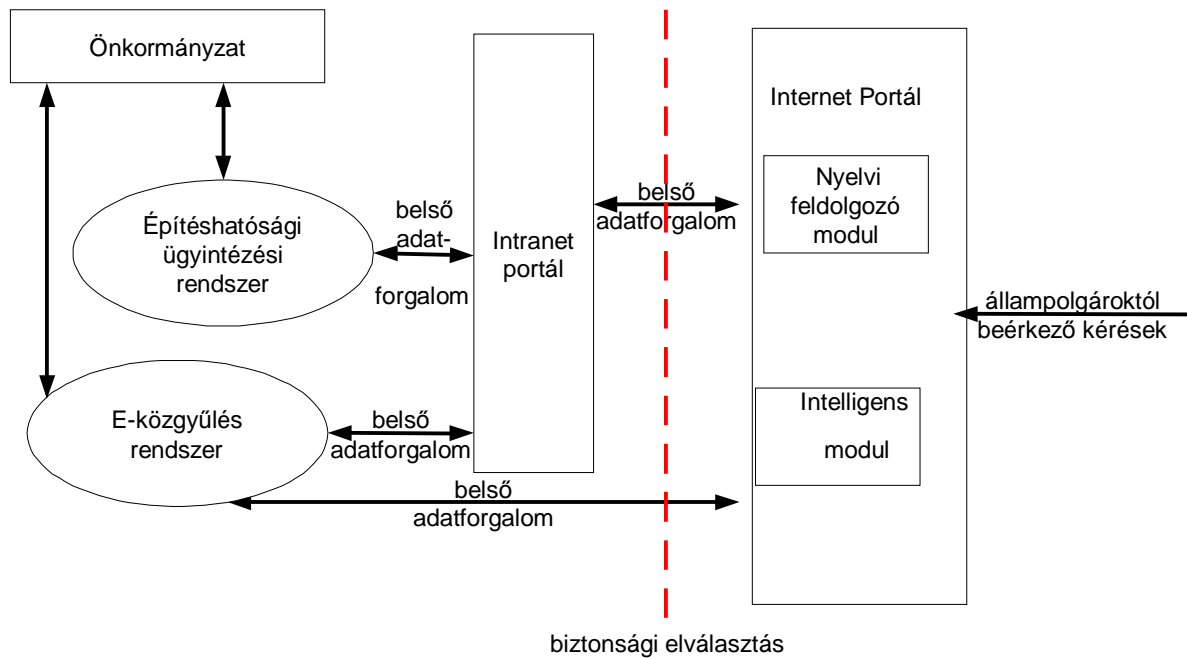 Önkormányzat
Építéshatósági
ügyintézési
rendszer
E-közgyűlés
rendszer
belső
adat-
forgalom
belső
adatforgalom
belső
adatforgalom
Intranet
portál
belső
adatforgalom
biztonsági elválasztás
Internet Portál
Nyelvi
feldolgozó
modul
Intelligens
modul
állampolgároktól
beérkező kérések